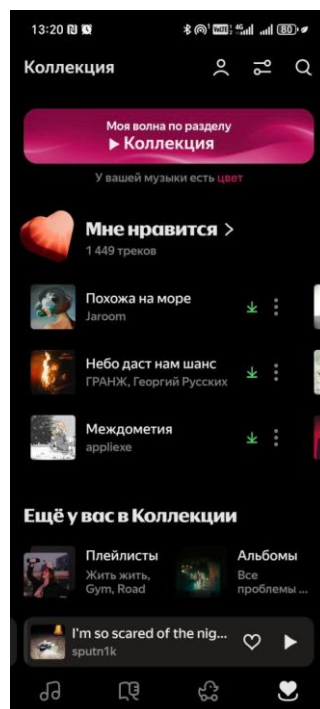 13:20
Коллекция
Моя волна по разделу
Коллекция
У вашей музыки есть цвет
Мне нравится >
1 449 треков
Похожа на море
Jaroom
Небо даст нам шанс
ГРАНЖ, Георгий Русских
Междометия
appliexe
Ещё у вас в Коллекции
Плейлисты
Жить жить,
Gym, Road
Альбомы
Все
проблемы ...
I'm so scared of the nig...
sputn1k